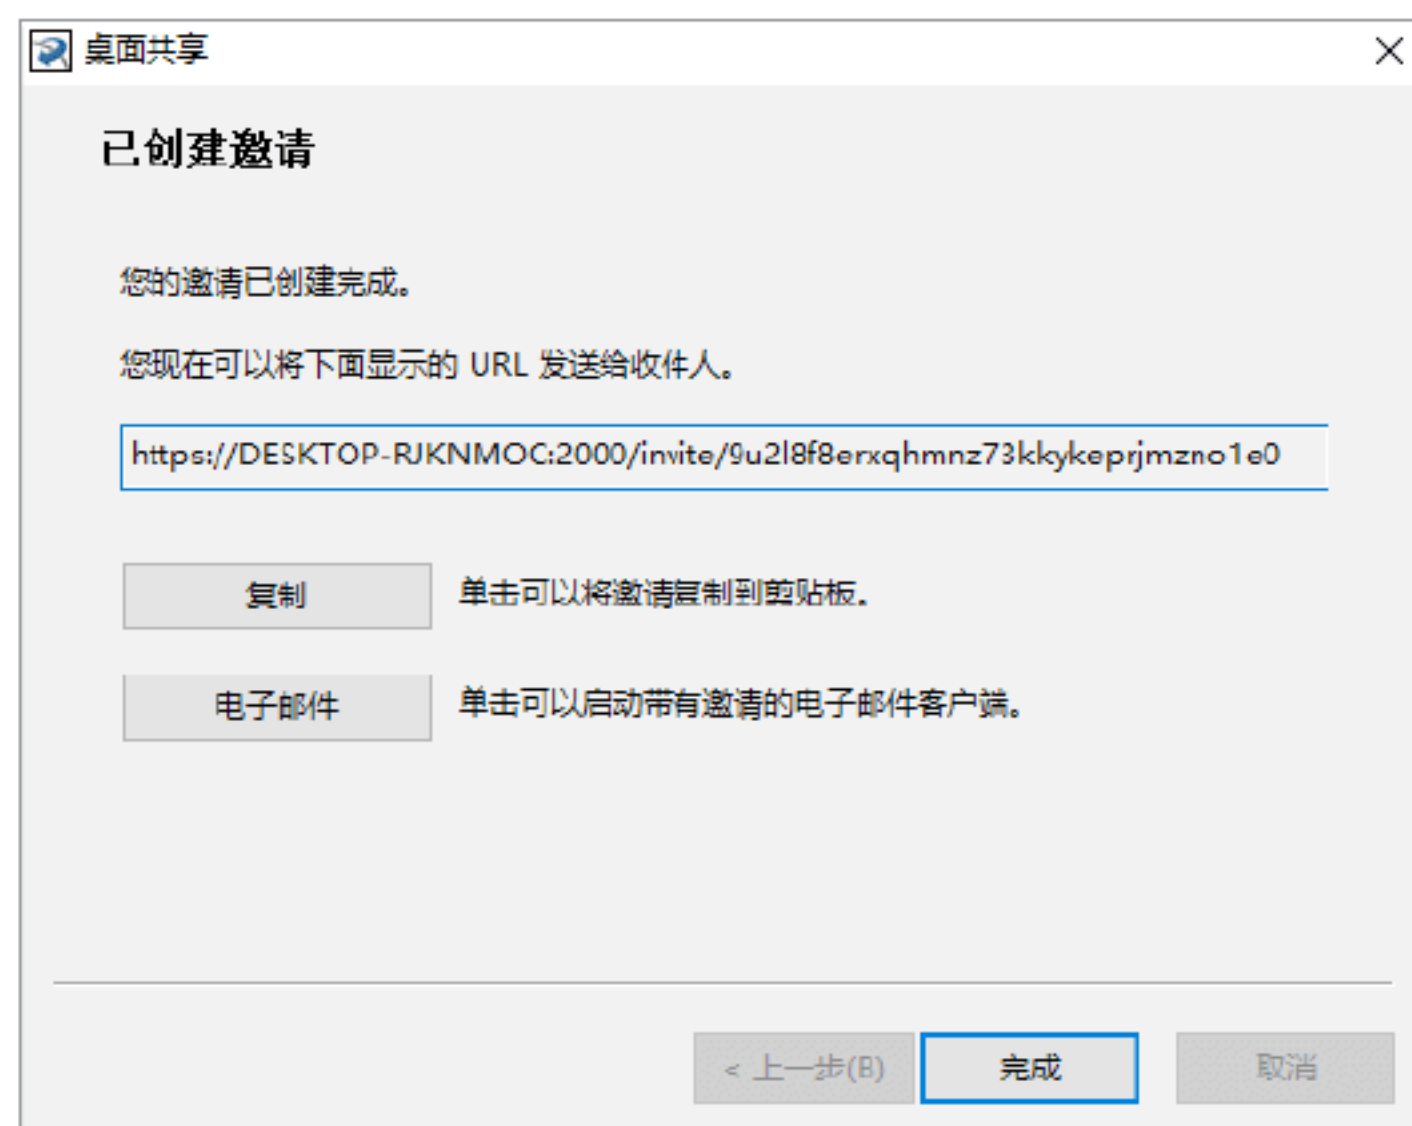 桌面共享
已创建邀请
您的邀请已创建完成。
您现在可以将下面显示的 URL 发送给收件人。
https://DESKTOP-RJKNMOC:2000/invite/9u2l8f8erxqhmnz73kkykeprjmzno1e0
复制 单击可以将邀请复制到剪贴板。
电子邮件 单击可以启动带有邀请的电子邮件客户端。
< 上一步(B) 完成 取消